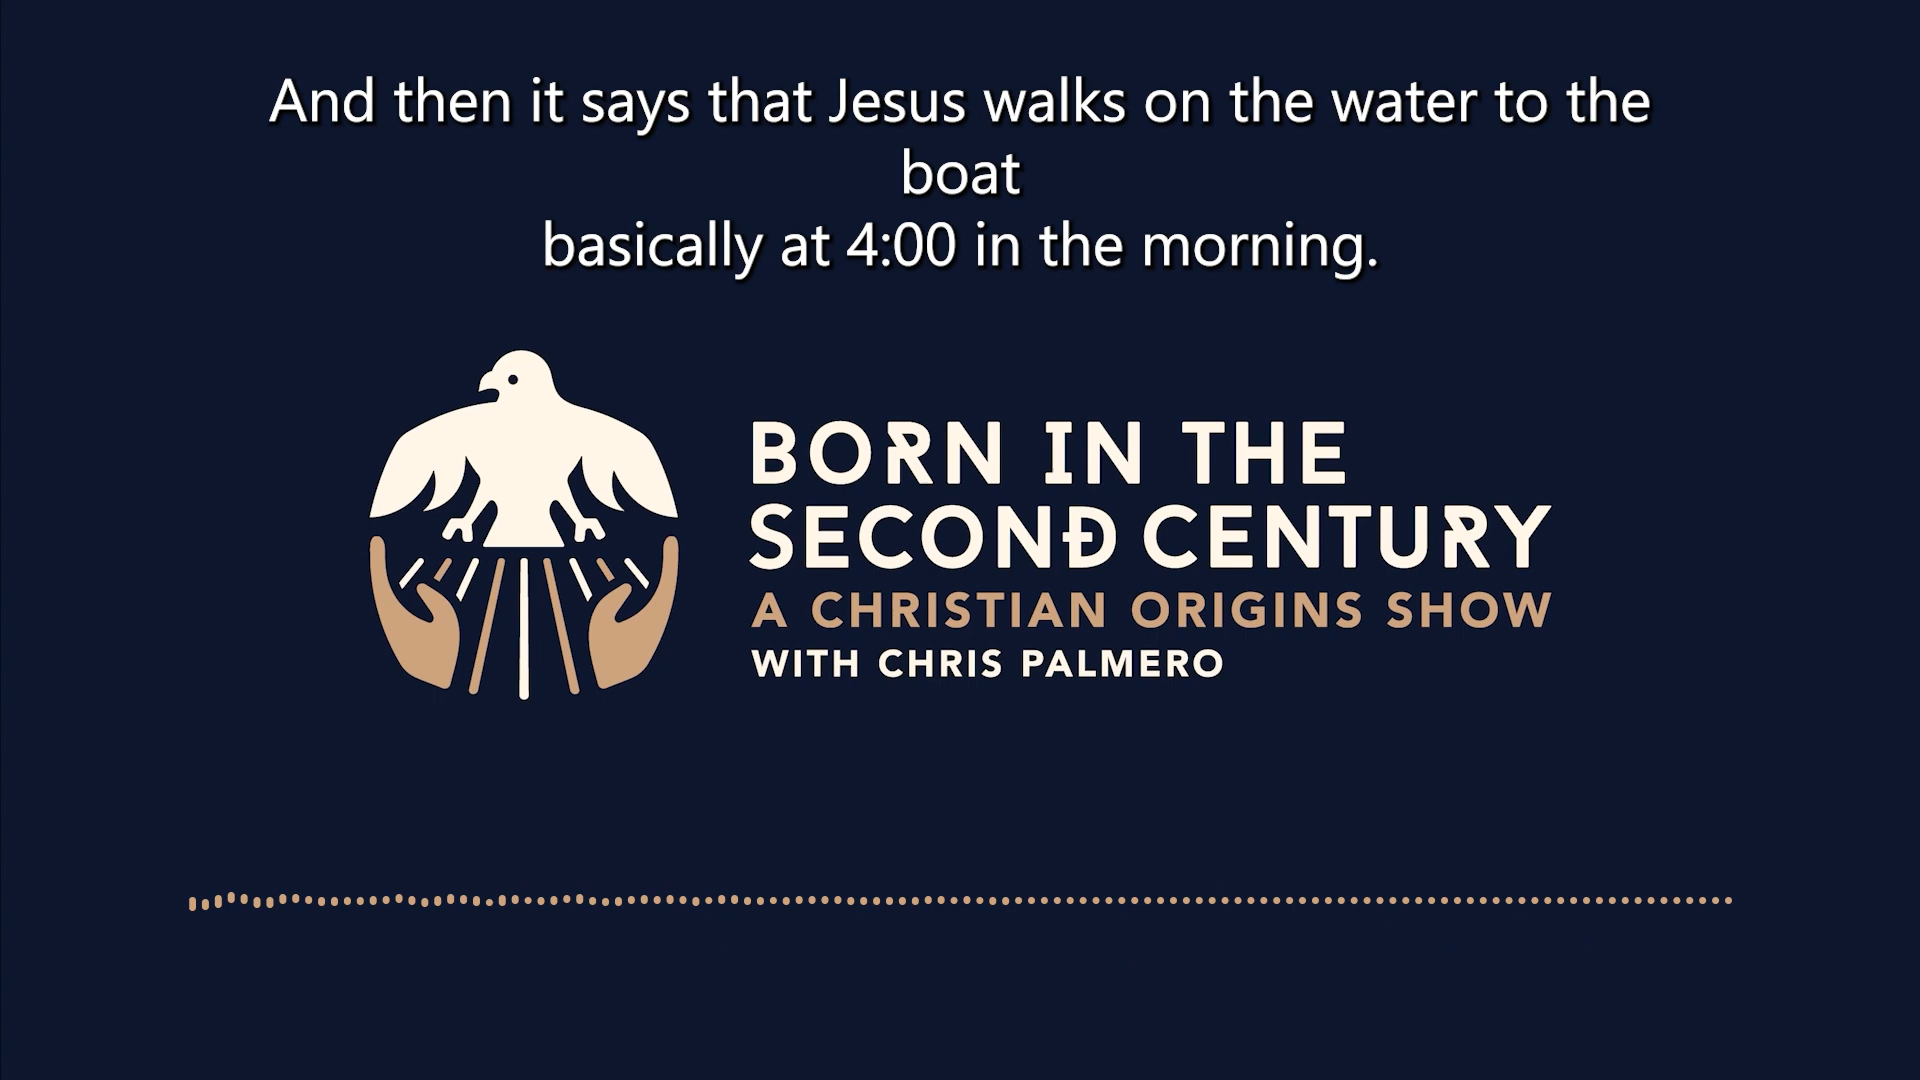 And then it says that Jesus walks on the water to the
boat
basically at 4:00 in the morning.
BORN IN THE
SECOND CENTURY
A CHRISTIAN ORIGINS SHOW
WITH CHRIS PALMERO